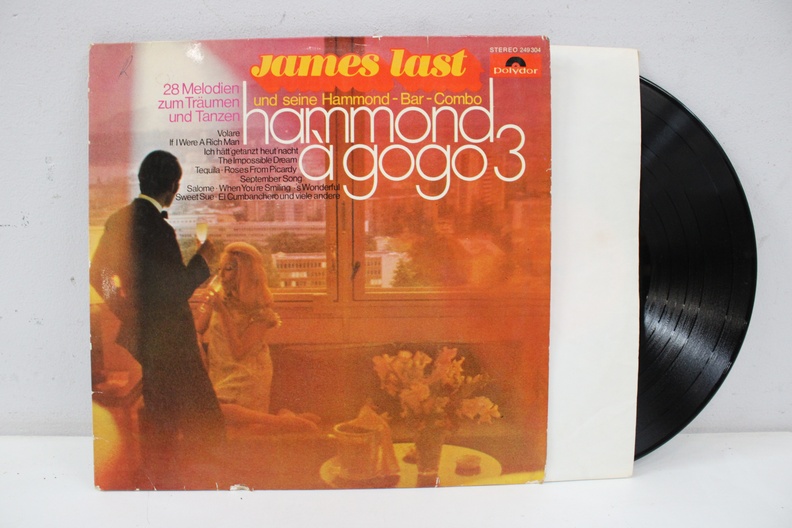 STEREO 249 304
polydor
james last
und seine Hammond-Bar-Combo
hammond
à gogo 3
28 Melodien
zum Träumen
und Tanzen
Volare
If I Were A Rich Man
Ich hätt getanzt heut' nacht
The Impossible Dream
Tequila · Roses From Picardy
September Song
Salome · When You're Smiling · 's Wonderful
Sweet Sue · El Cumbanchero und viele andere